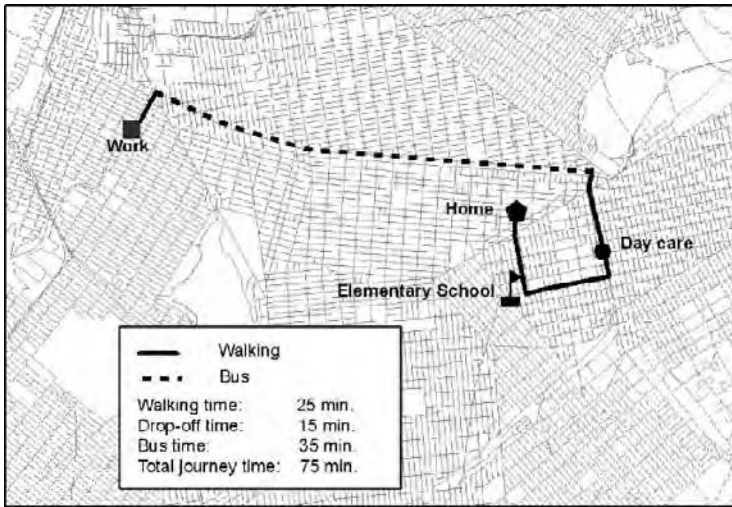 Work
Home
Day care
Elementary School
Walking
Bus
Walking time: 25 min.
Drop-off time: 15 min.
Bus time: 35 min.
Total journey time: 75 min.